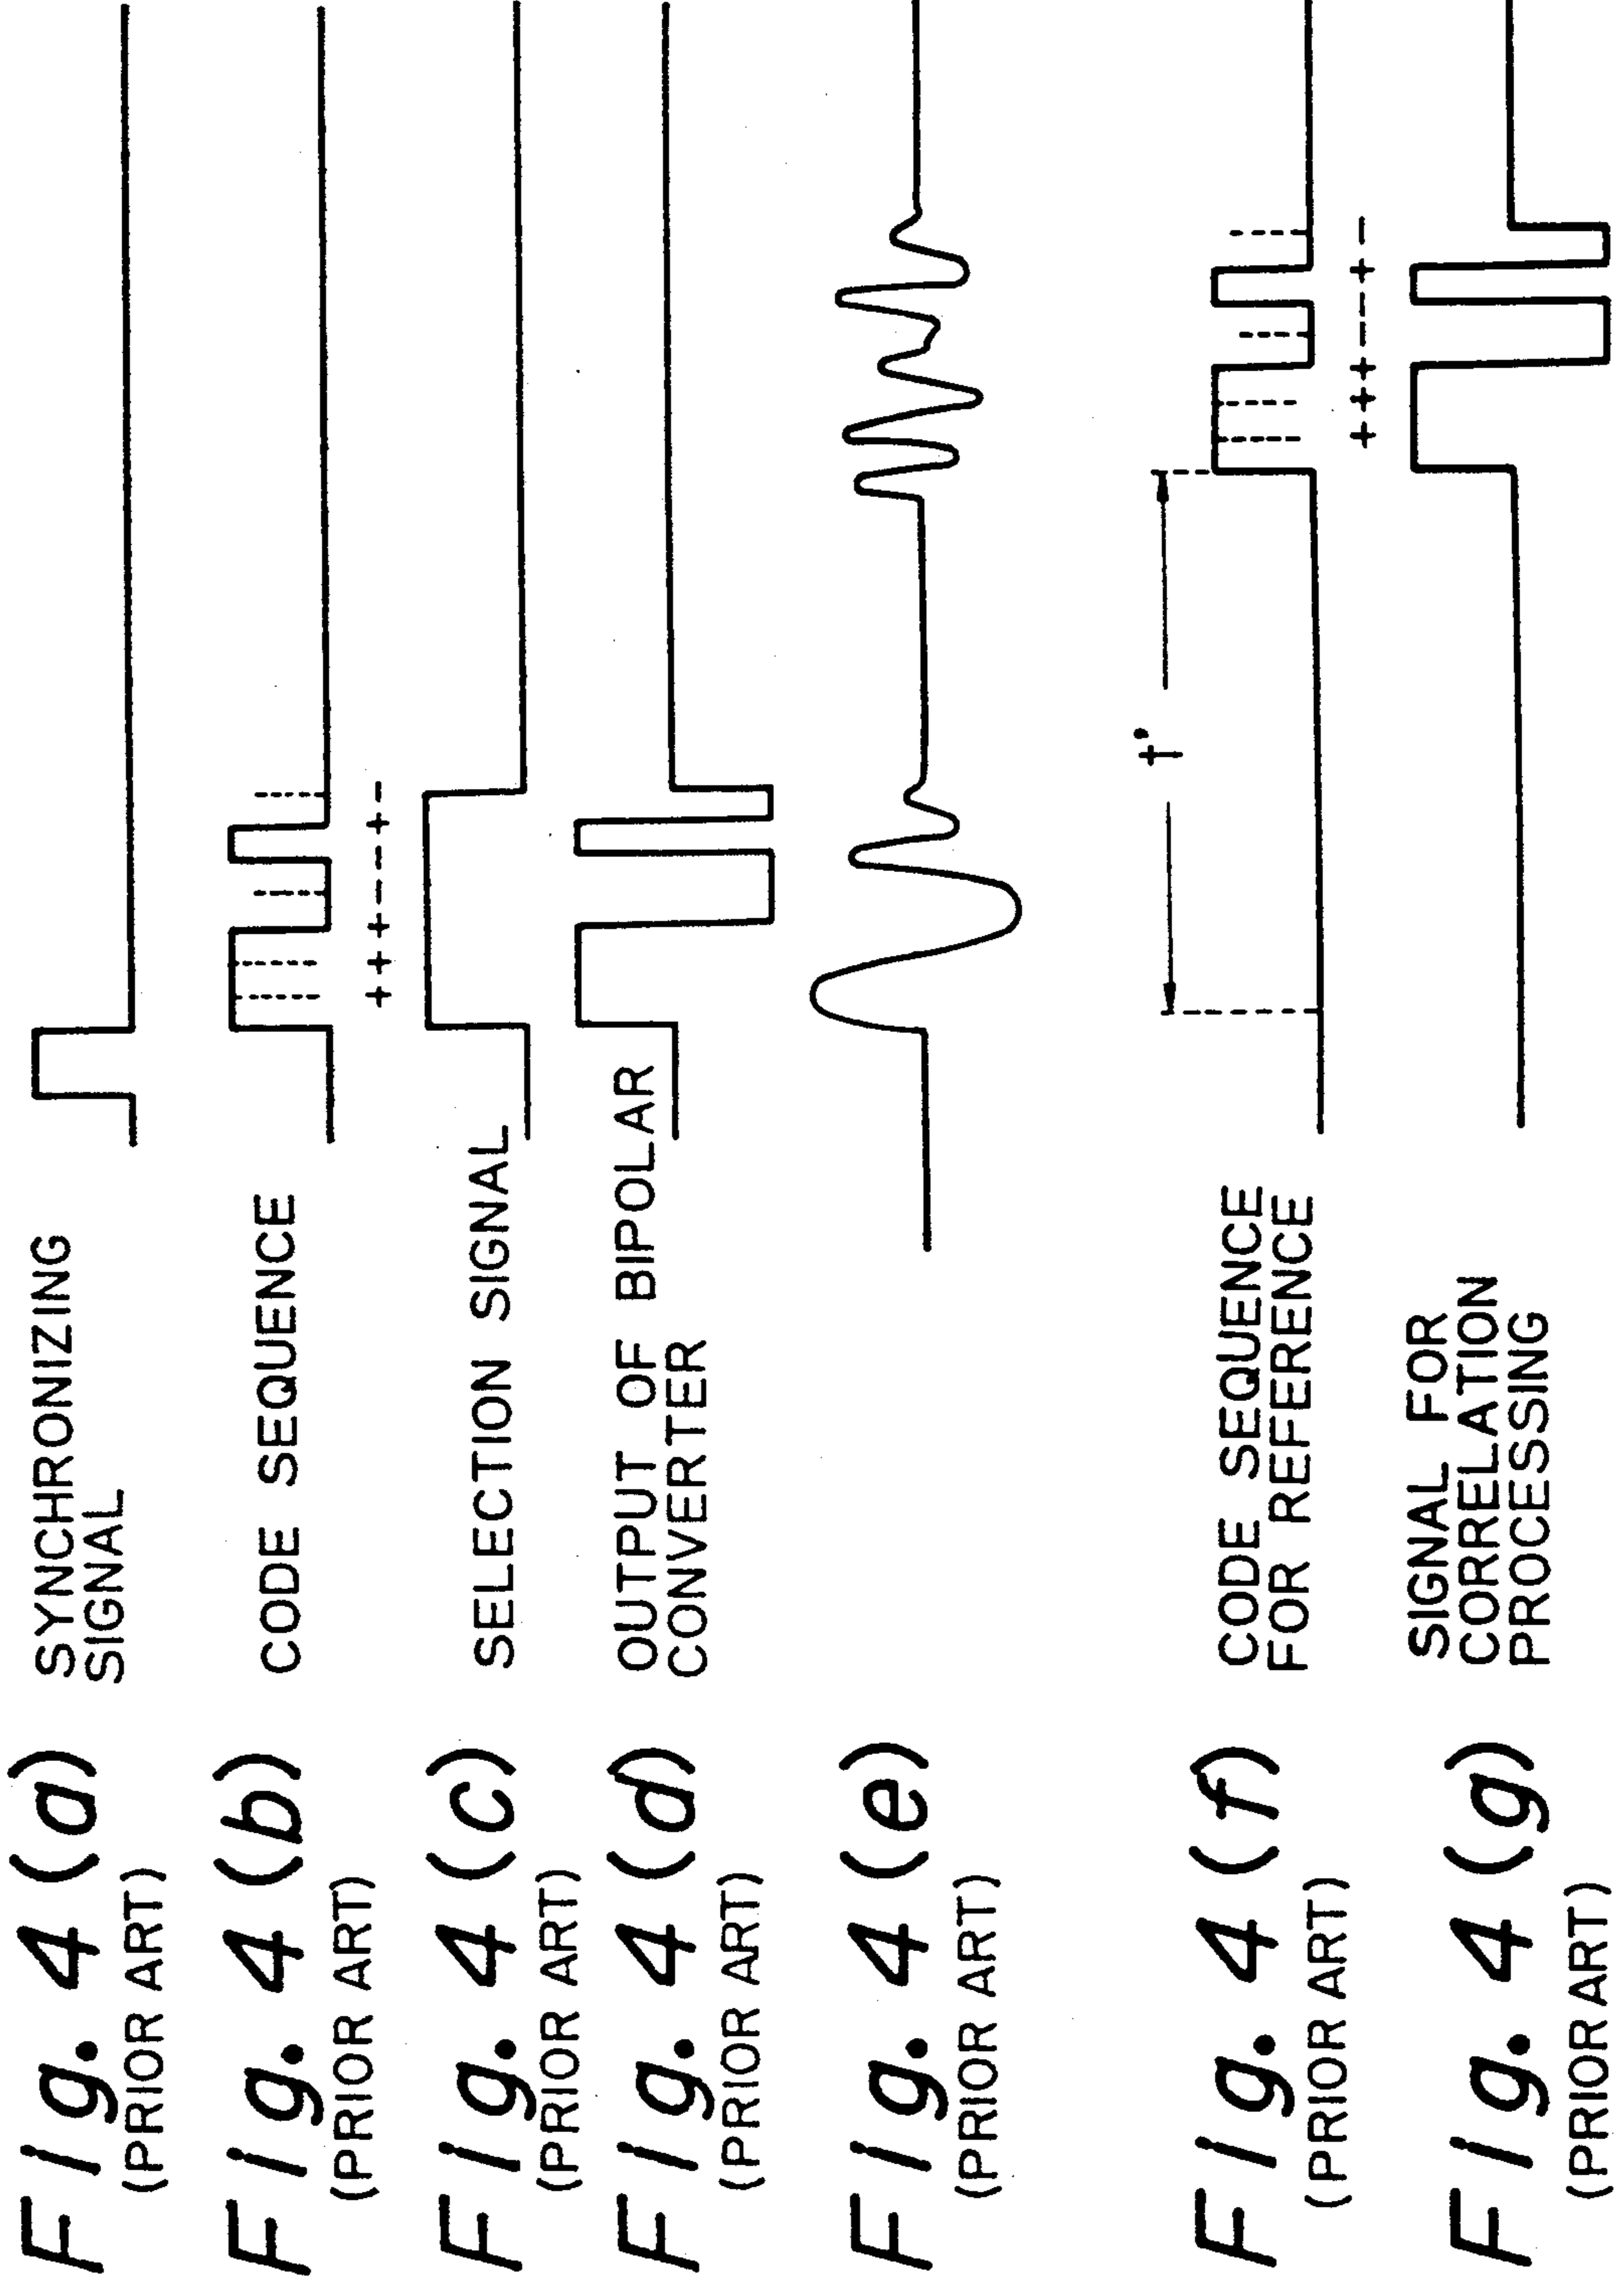 Fig. 4 (a) SYNCHRONIZING
(PRIOR ART) SIGNAL
Fig. 4 (b) CODE SEQUENCE
(PRIOR ART)
+ + + - - + -
Fig. 4 (c) SELECTION SIGNAL
(PRIOR ART)
Fig. 4 (d) OUTPUT OF BIPOLAR
(PRIOR ART) CONVERTER
Fig. 4 (e)
(PRIOR ART)
t'
Fig. 4 (f) CODE SEQUENCE
(PRIOR ART) FOR REFERENCE
+ + + - - + -
Fig. 4 (g) SIGNAL FOR
CORRELATION
(PRIOR ART) PROCESSING